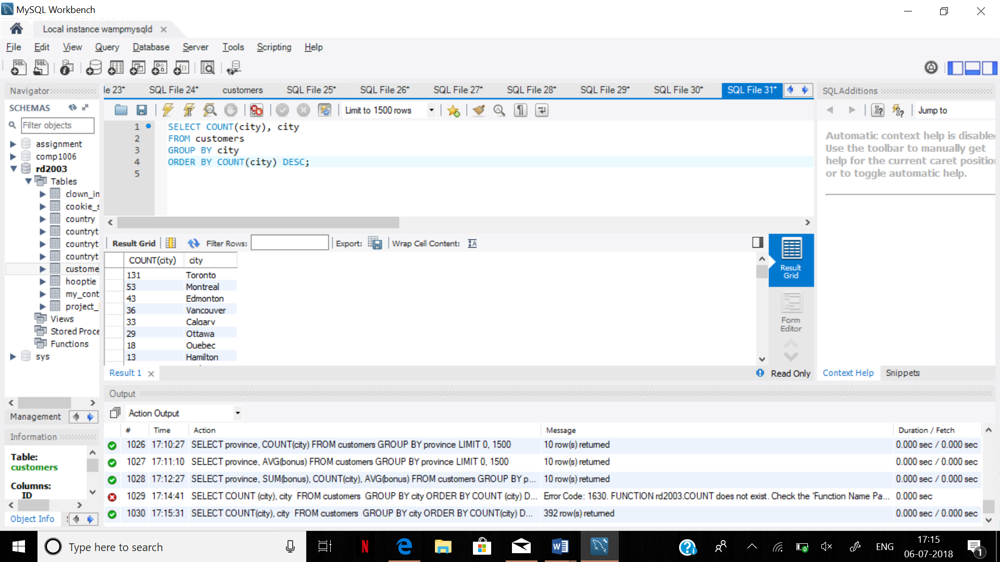 MySQL Workbench
Local instance wampmysqld
File Edit View Query Database Server Tools Scripting Help
Navigator
SCHEMAS
Filter objects
assignment
comp1006
rd2003
Tables
clown_in
cookie_s
country
countryt
countryt
countryt
custome
hooptie
my_cont
project_
Views
Stored Proce
Functions
sys
Management
Information
Table:
customers
Columns:
ID
Object Info
le 23* SQL File 24* customers SQL File 25* SQL File 26* SQL File 27* SQL File 28* SQL File 29* SQL File 30* SQL File 31*
Limit to 1500 rows
1 SELECT COUNT(city), city
2 FROM customers
3 GROUP BY city
4 ORDER BY COUNT(city) DESC;
5
Result Grid Filter Rows: Export: Wrap Cell Content:
COUNT(city) city
131 Toronto
53 Montreal
43 Edmonton
36 Vancouver
33 Calgary
29 Ottawa
18 Quebec
13 Hamilton
Result Grid
Form Editor
Result 1
Read Only
SQLAdditions
Jump to
Automatic context help is disable
Use the toolbar to manually get
help for the current caret positio
or to toggle automatic help.
Context Help Snippets
Output
Action Output
# Time Action Message Duration / Fetch
1026 17:10:27 SELECT province, COUNT(city) FROM customers GROUP BY province LIMIT 0, 1500 10 row(s) returned 0.000 sec / 0.000 sec
1027 17:11:10 SELECT province, AVG(bonus) FROM customers GROUP BY province LIMIT 0, 1500 10 row(s) returned 0.000 sec / 0.000 sec
1028 17:12:27 SELECT province, SUM(bonus), COUNT(city), AVG(bonus) FROM customers GROUP BY p... 10 row(s) returned 0.000 sec / 0.000 sec
1029 17:14:41 SELECT COUNT (city), city FROM customers GROUP BY city ORDER BY COUNT (city) D... Error Code: 1630. FUNCTION rd2003.COUNT does not exist. Check the 'Function Name Pa... 0.000 sec
1030 17:15:31 SELECT COUNT(city), city FROM customers GROUP BY city ORDER BY COUNT(city) D... 392 row(s) returned 0.000 sec / 0.000 sec
Type here to search
ENG
17:15
06-07-2018
1